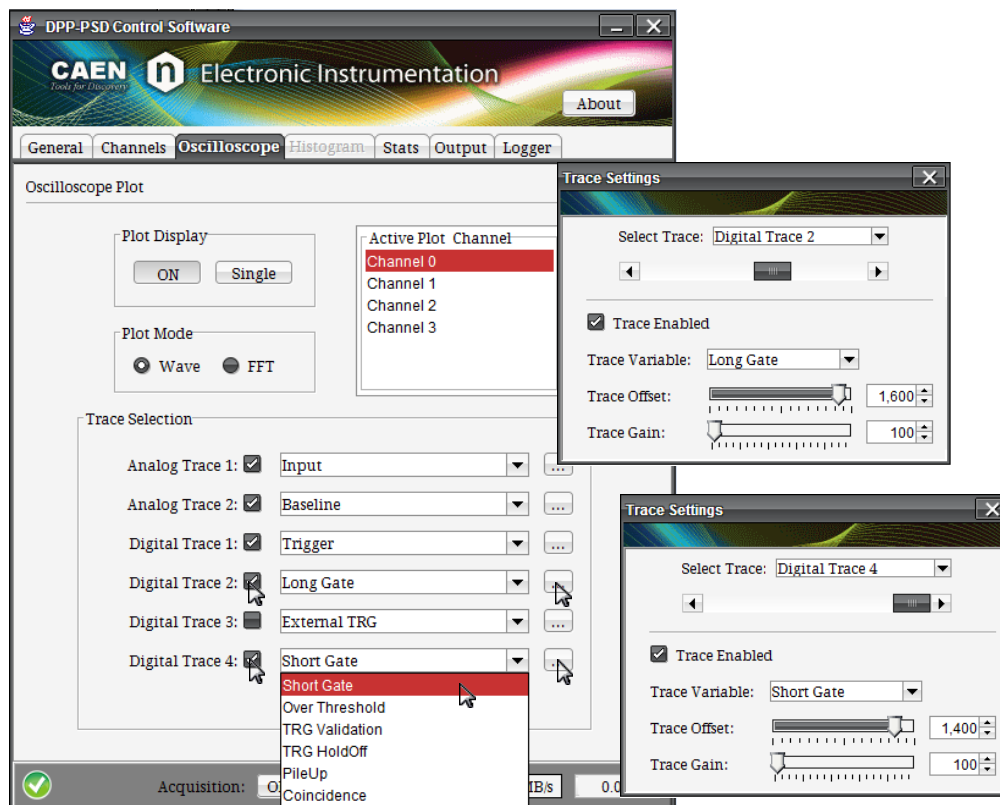 DPP-PSD Control Software
CAEN n Electronic Instrumentation
Tools for Discovery
About
General Channels Oscilloscope Histogram Stats Output Logger
Oscilloscope Plot
Plot Display
ON Single
Plot Mode
Wave FFT
Active Plot Channel
Channel 0
Channel 1
Channel 2
Channel 3
Trace Selection
Analog Trace 1: Input ...
Analog Trace 2: Baseline ...
Digital Trace 1: Trigger ...
Digital Trace 2: Long Gate
Digital Trace 3: External TRG ...
Digital Trace 4: Short Gate
Short Gate
Over Threshold
TRG Validation
TRG HoldOff
PileUp
Coincidence
Acquisition:
Trace Settings
Select Trace: Digital Trace 2
Trace Enabled
Trace Variable: Long Gate
Trace Offset: 1,600
Trace Gain: 100
Trace Settings
Select Trace: Digital Trace 4
Trace Enabled
Trace Variable: Short Gate
Trace Offset: 1,400
Trace Gain: 100